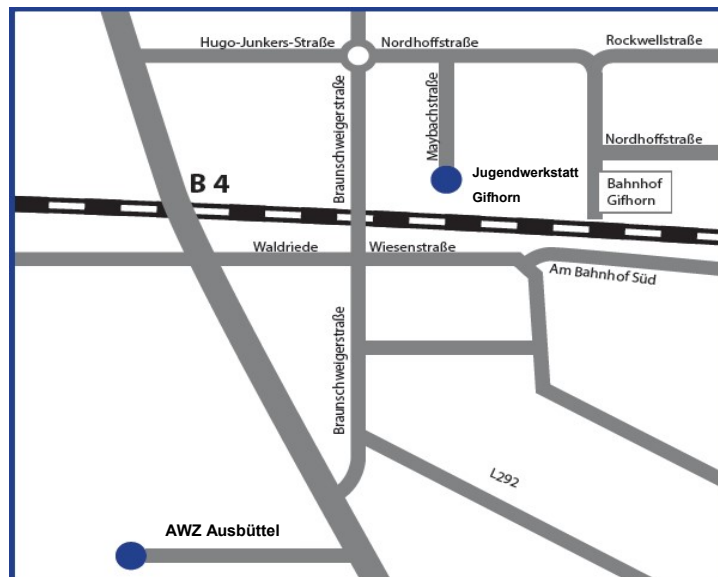 Hugo-Junkers-Straße
Nordhoffstraße
Rockwellstraße
Braunschweigerstraße
Maybachstraße
Nordhoffstraße
B 4
Jugendwerkstatt
Gifhorn
Bahnhof
Gifhorn
Waldriede
Wiesenstraße
Am Bahnhof Süd
Braunschweigerstraße
L292
AWZ Ausbüttel